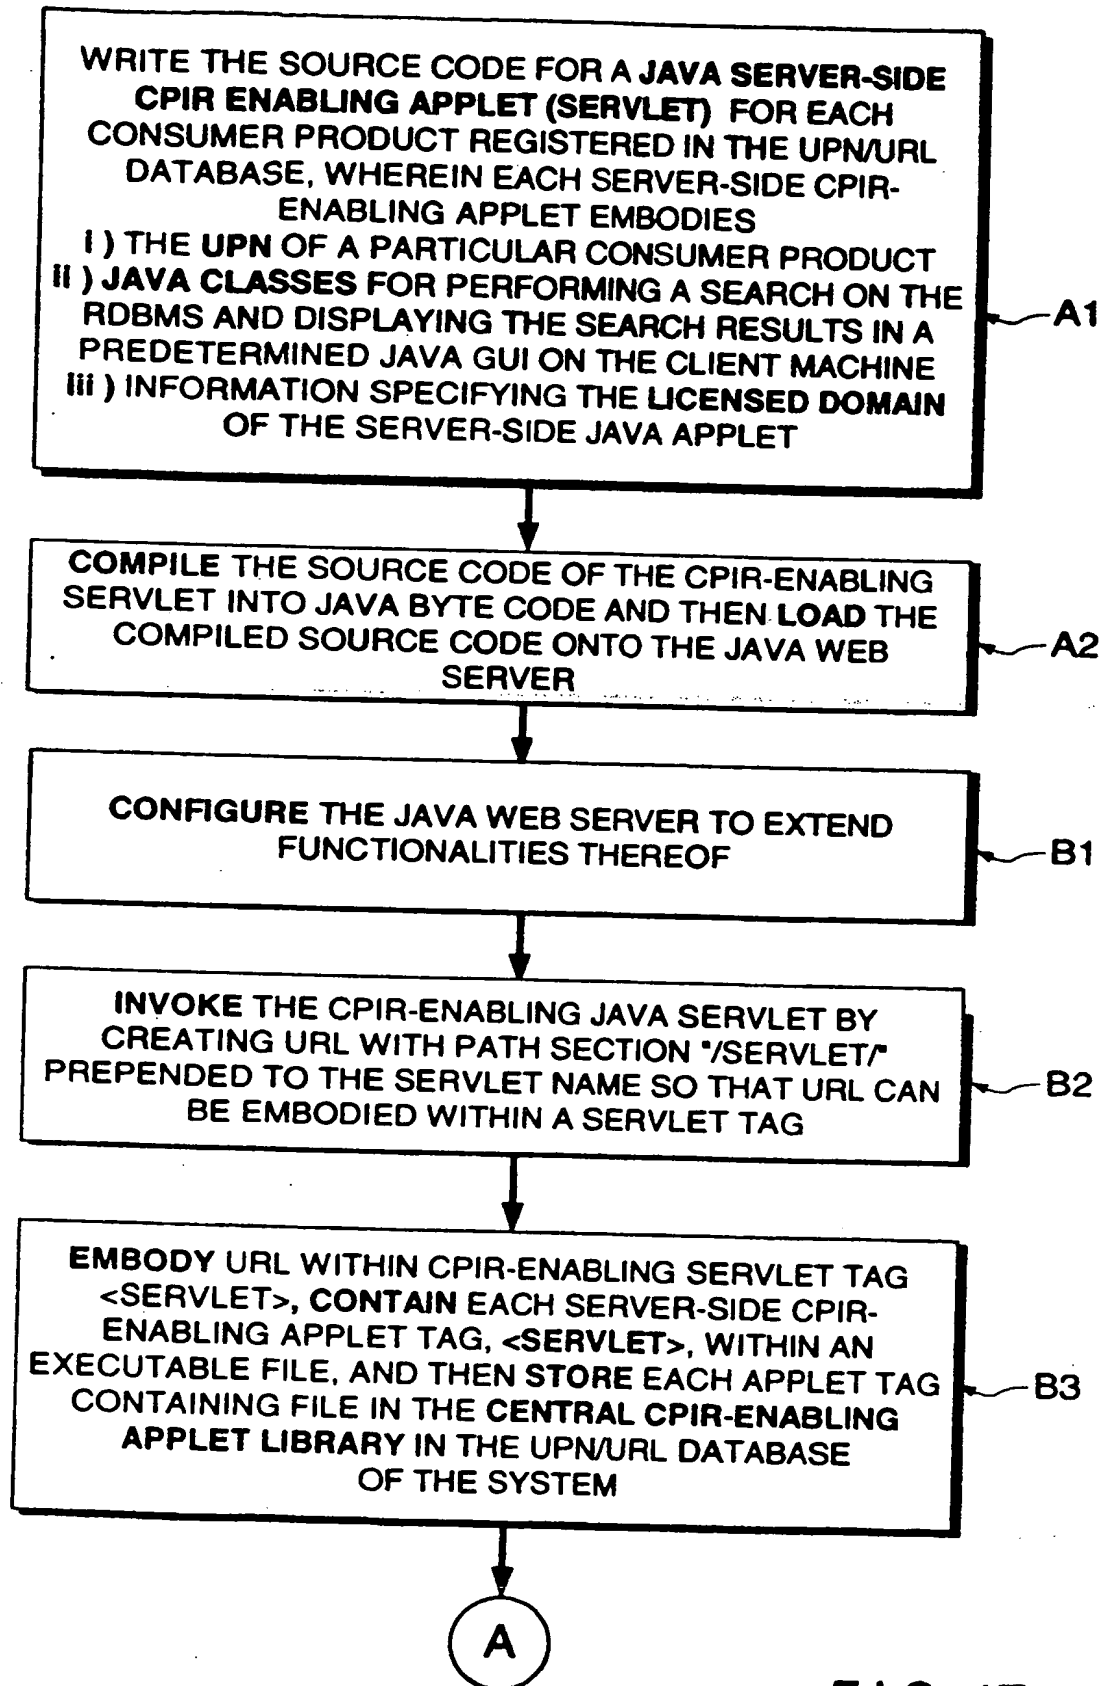 WRITE THE SOURCE CODE FOR A JAVA SERVER-SIDE
CPIR ENABLING APPLET (SERVLET) FOR EACH
CONSUMER PRODUCT REGISTERED IN THE UPN/URL
DATABASE, WHEREIN EACH SERVER-SIDE CPIR-
ENABLING APPLET EMBODIES
i ) THE UPN OF A PARTICULAR CONSUMER PRODUCT
ii ) JAVA CLASSES FOR PERFORMING A SEARCH ON THE
RDBMS AND DISPLAYING THE SEARCH RESULTS IN A
PREDETERMINED JAVA GUI ON THE CLIENT MACHINE
iii ) INFORMATION SPECIFYING THE LICENSED DOMAIN
OF THE SERVER-SIDE JAVA APPLET
A1
COMPILE THE SOURCE CODE OF THE CPIR-ENABLING
SERVLET INTO JAVA BYTE CODE AND THEN LOAD THE
COMPILED SOURCE CODE ONTO THE JAVA WEB
SERVER
A2
CONFIGURE THE JAVA WEB SERVER TO EXTEND
FUNCTIONALITIES THEREOF
B1
INVOKE THE CPIR-ENABLING JAVA SERVLET BY
CREATING URL WITH PATH SECTION "/SERVLET/"
PREPENDED TO THE SERVLET NAME SO THAT URL CAN
BE EMBODIED WITHIN A SERVLET TAG
B2
EMBODY URL WITHIN CPIR-ENABLING SERVLET TAG
<SERVLET>, CONTAIN EACH SERVER-SIDE CPIR-
ENABLING APPLET TAG, <SERVLET>, WITHIN AN
EXECUTABLE FILE, AND THEN STORE EACH APPLET TAG
CONTAINING FILE IN THE CENTRAL CPIR-ENABLING
APPLET LIBRARY IN THE UPN/URL DATABASE
OF THE SYSTEM
B3
A